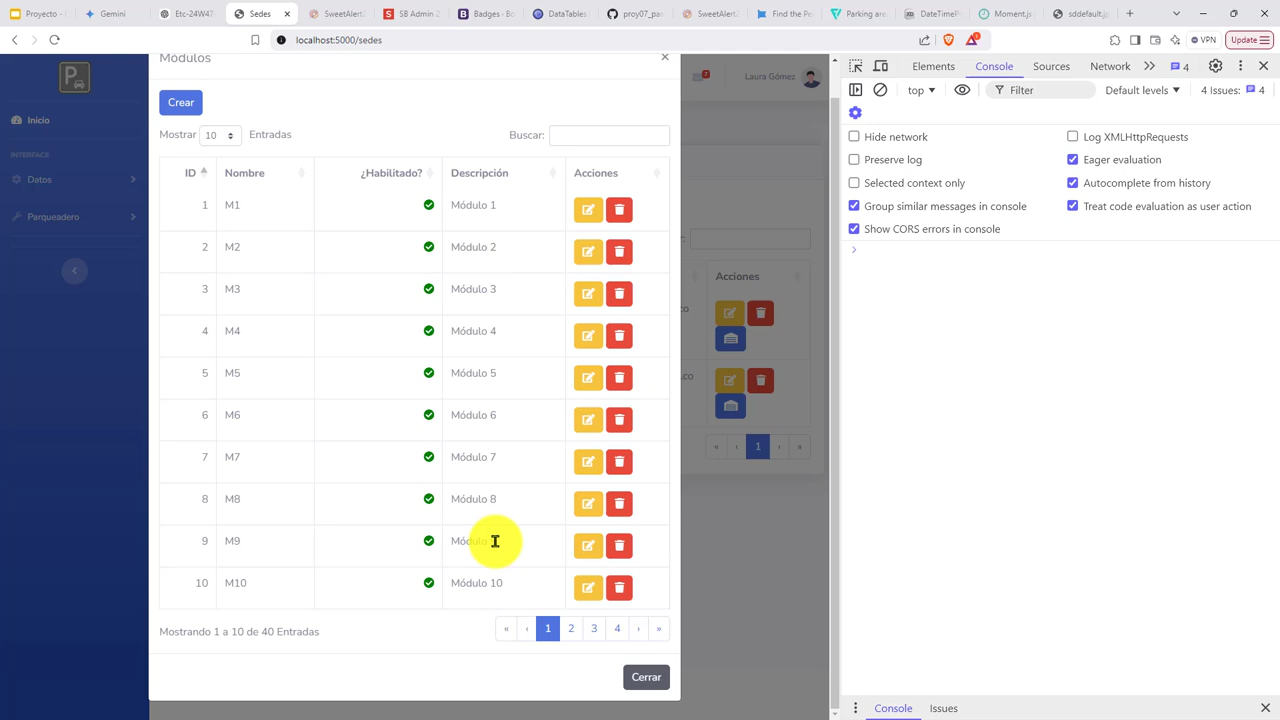 Proyecto - 
Gemini
Etc-24W47
Sedes
SweetAlert2
SB Admin 2
Badges - Bo
DataTables
proy07_pa
SweetAlert2
Find the Pe
Parking are
DateTimeP
Moment.js
sddefault.jp
localhost:5000/sedes
VPN
Update
Módulos
Crear
Mostrar 10 Entradas
Buscar:
ID Nombre ¿Habilitado? Descripción Acciones
1 M1 Módulo 1
2 M2 Módulo 2
3 M3 Módulo 3
4 M4 Módulo 4
5 M5 Módulo 5
6 M6 Módulo 6
7 M7 Módulo 7
8 M8 Módulo 8
9 M9 Módu
10 M10 Módulo 10
Mostrando 1 a 10 de 40 Entradas
« ‹ 1 2 3 4 › »
Cerrar
P
Inicio
INTERFACE
Datos
Parqueadero
7
Laura Gómez
Acciones
co
.co
« ‹ 1 › »
Elements Console Sources Network 4
top Filter Default levels 4 Issues: 4
Hide network
Log XMLHttpRequests
Preserve log
Eager evaluation
Selected context only
Autocomplete from history
Group similar messages in console
Treat code evaluation as user action
Show CORS errors in console
Console Issues